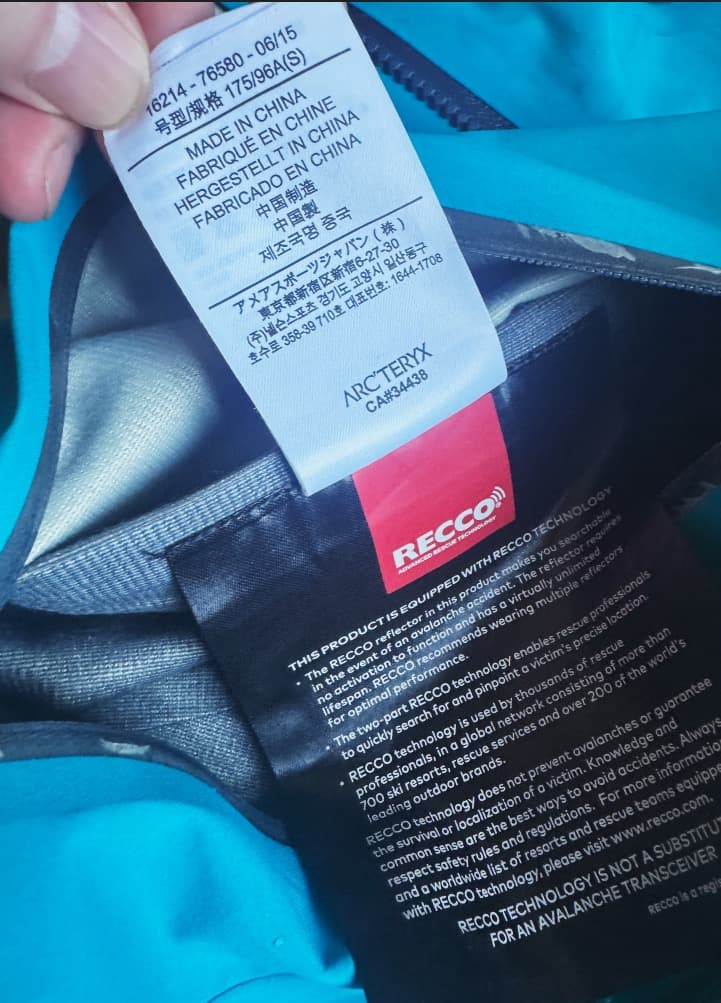 16214 - 76580 - 06/15
号型/规格 175/96A(S)
MADE IN CHINA
FABRIQUÉ EN CHINE
HERGESTELLT IN CHINA
FABRICADO EN CHINA
中国制造
中国製
제조국명 중국
アメアスポーツジャパン (株)
東京都新宿区新宿6-27-30
(주)넬슨스포츠 경기도 고양시 일산동구
호수로 358-39 710호 대표번호: 1644-1708
ARC'TERYX
CA#34438
RECCO
ADVANCED RESCUE TECHNOLOGY
THIS PRODUCT IS EQUIPPED WITH RECCO TECHNOLOGY
• The RECCO reflector in this product makes you searchable
in the event of an avalanche accident. The reflector requires
no activation to function and has a virtually unlimited
lifespan. RECCO recommends wearing multiple reflectors
for optimal performance.
• The two-part RECCO technology enables rescue professionals
to quickly search for and pinpoint a victim's precise location.
• RECCO technology is used by thousands of rescue
professionals, in a global network consisting of more than
700 ski resorts, rescue services and over 200 of the world's
leading outdoor brands.
RECCO technology does not prevent avalanches or guarantee
the survival or localization of a victim. Knowledge and
common sense are the best ways to avoid accidents. Always
respect safety rules and regulations. For more informatio
and a worldwide list of resorts and rescue teams equippe
with RECCO technology, please visit www.recco.com.
RECCO TECHNOLOGY IS NOT A SUBSTITU
FOR AN AVALANCHE TRANSCEIVER
RECCO is a regi